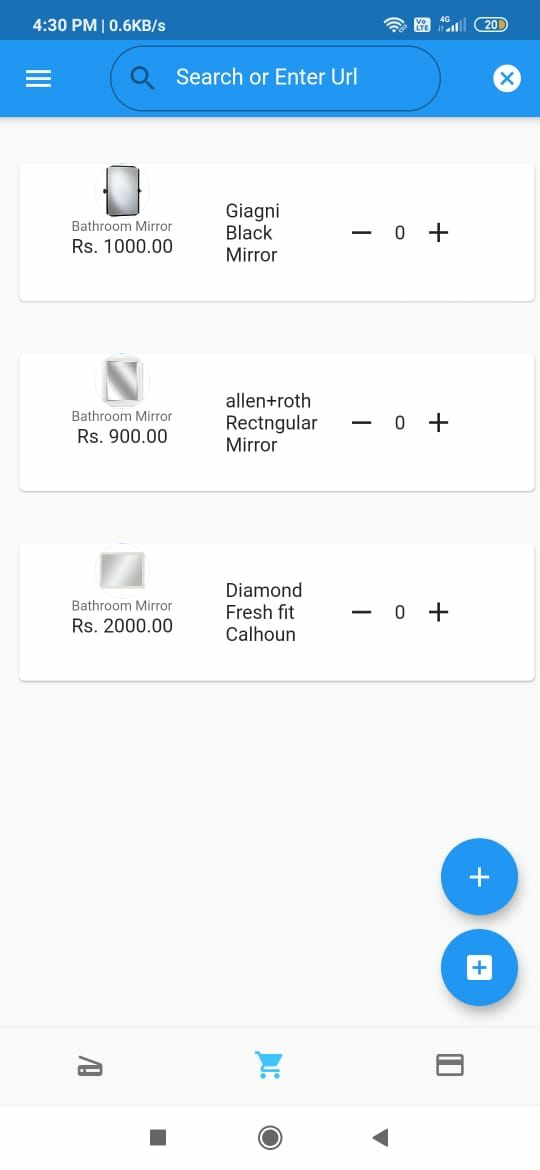 4:30 PM | 0.6KB/s
Vo
LTE
4G
20
Search or Enter Url
Bathroom Mirror
Rs. 1000.00
Giagni
Black
Mirror
0
Bathroom Mirror
Rs. 900.00
allen+roth
Rectngular
Mirror
0
Bathroom Mirror
Rs. 2000.00
Diamond
Fresh fit
Calhoun
0